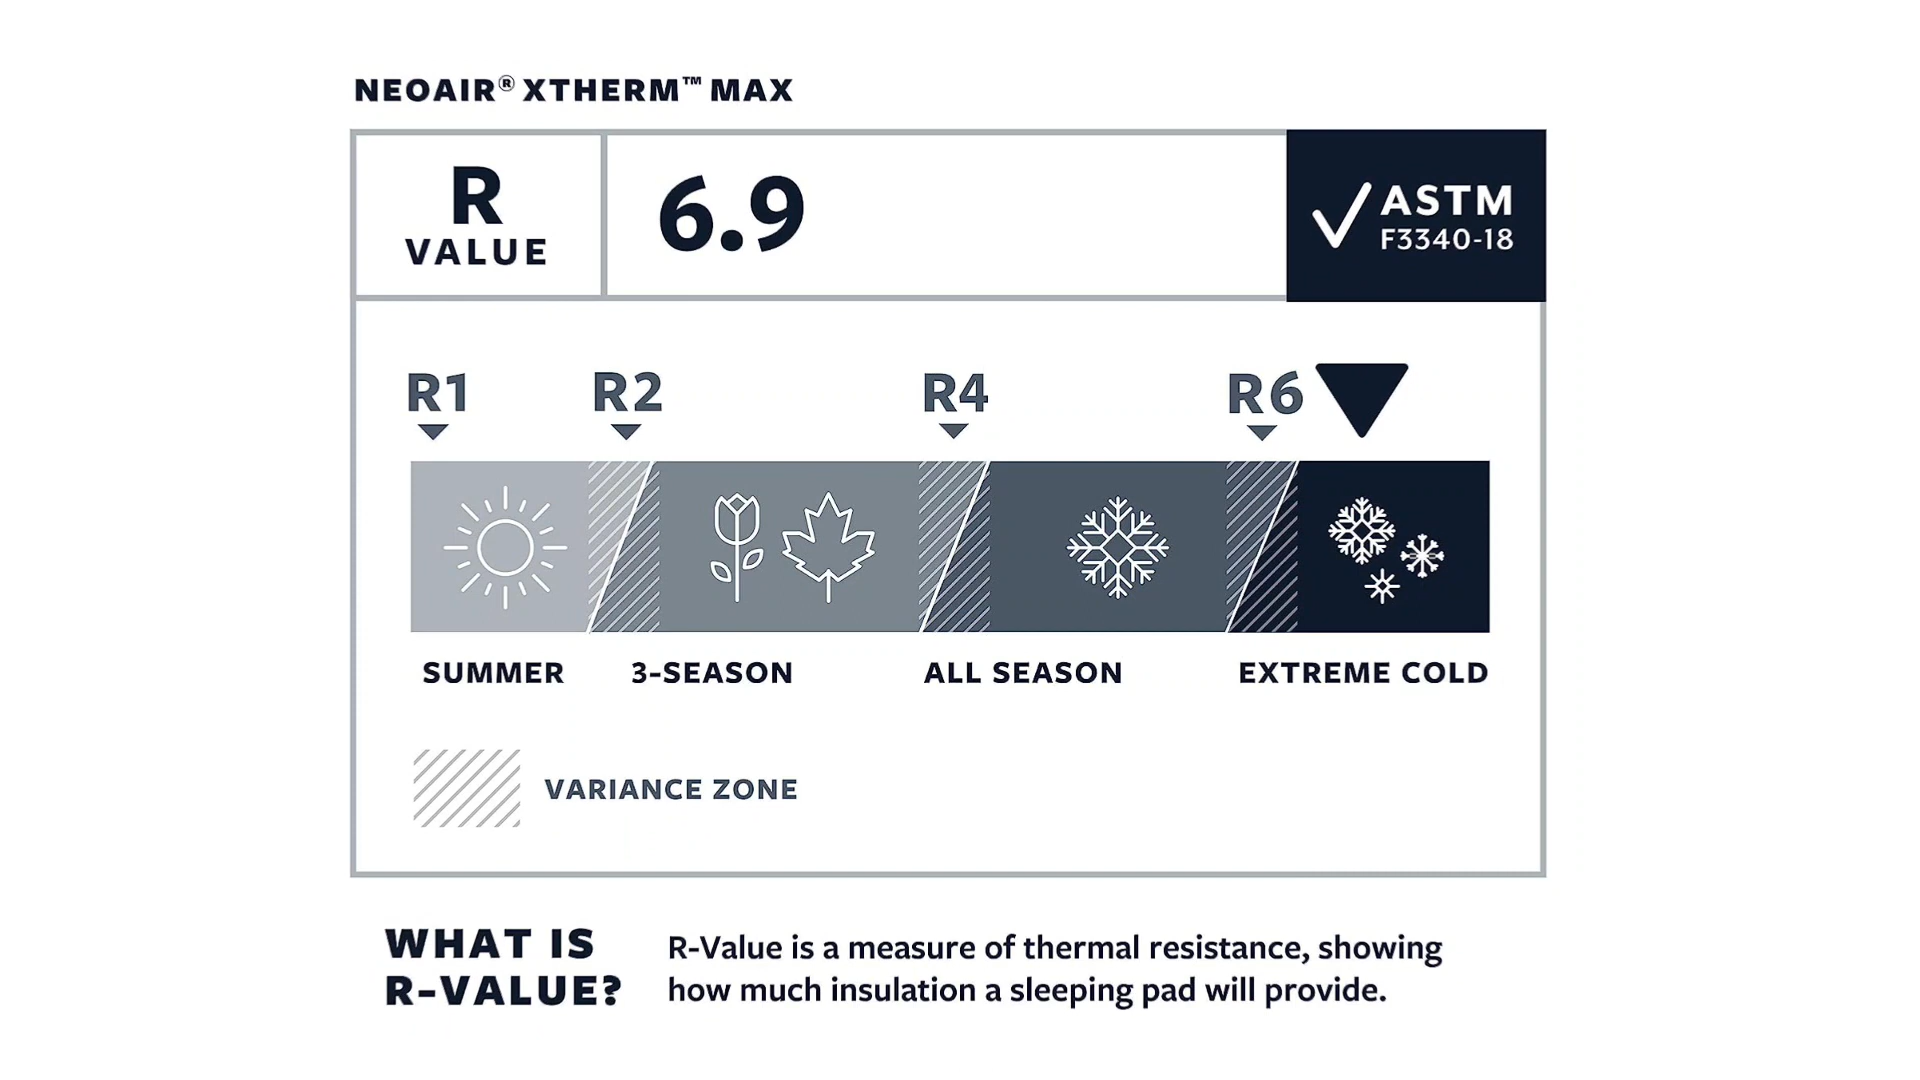 NEOAIR® XTHERM™ MAX
R
VALUE
6.9
ASTM
F3340-18
R1
R2
R4
R6
SUMMER
3-SEASON
ALL SEASON
EXTREME COLD
VARIANCE ZONE
WHAT IS
R-VALUE?
R-Value is a measure of thermal resistance, showing
how much insulation a sleeping pad will provide.